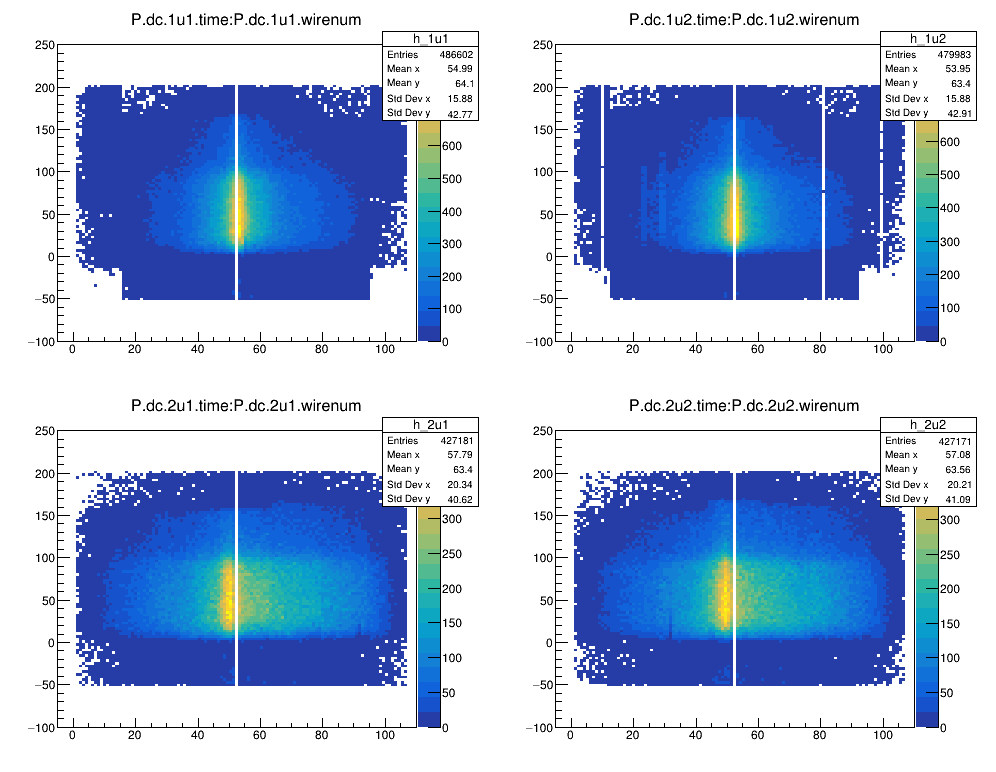 P.dc.1u1.time:P.dc.1u1.wirenum
h_1u1
Entries 486602
Mean x 54.99
Mean y 64.1
Std Dev x 15.88
Std Dev y 42.77
250
200
150
100
50
0
−50
−100
0 20 40 60 80 100
600
500
400
300
200
100
0
P.dc.1u2.time:P.dc.1u2.wirenum
h_1u2
Entries 479983
Mean x 53.95
Mean y 63.4
Std Dev x 15.88
Std Dev y 42.91
250
200
150
100
50
0
−50
−100
0 20 40 60 80 100
600
500
400
300
200
100
0
P.dc.2u1.time:P.dc.2u1.wirenum
h_2u1
Entries 427181
Mean x 57.79
Mean y 63.4
Std Dev x 20.34
Std Dev y 40.62
250
200
150
100
50
0
−50
−100
0 20 40 60 80 100
300
250
200
150
100
50
0
P.dc.2u2.time:P.dc.2u2.wirenum
h_2u2
Entries 427171
Mean x 57.08
Mean y 63.56
Std Dev x 20.21
Std Dev y 41.09
250
200
150
100
50
0
−50
−100
0 20 40 60 80 100
300
250
200
150
100
50
0